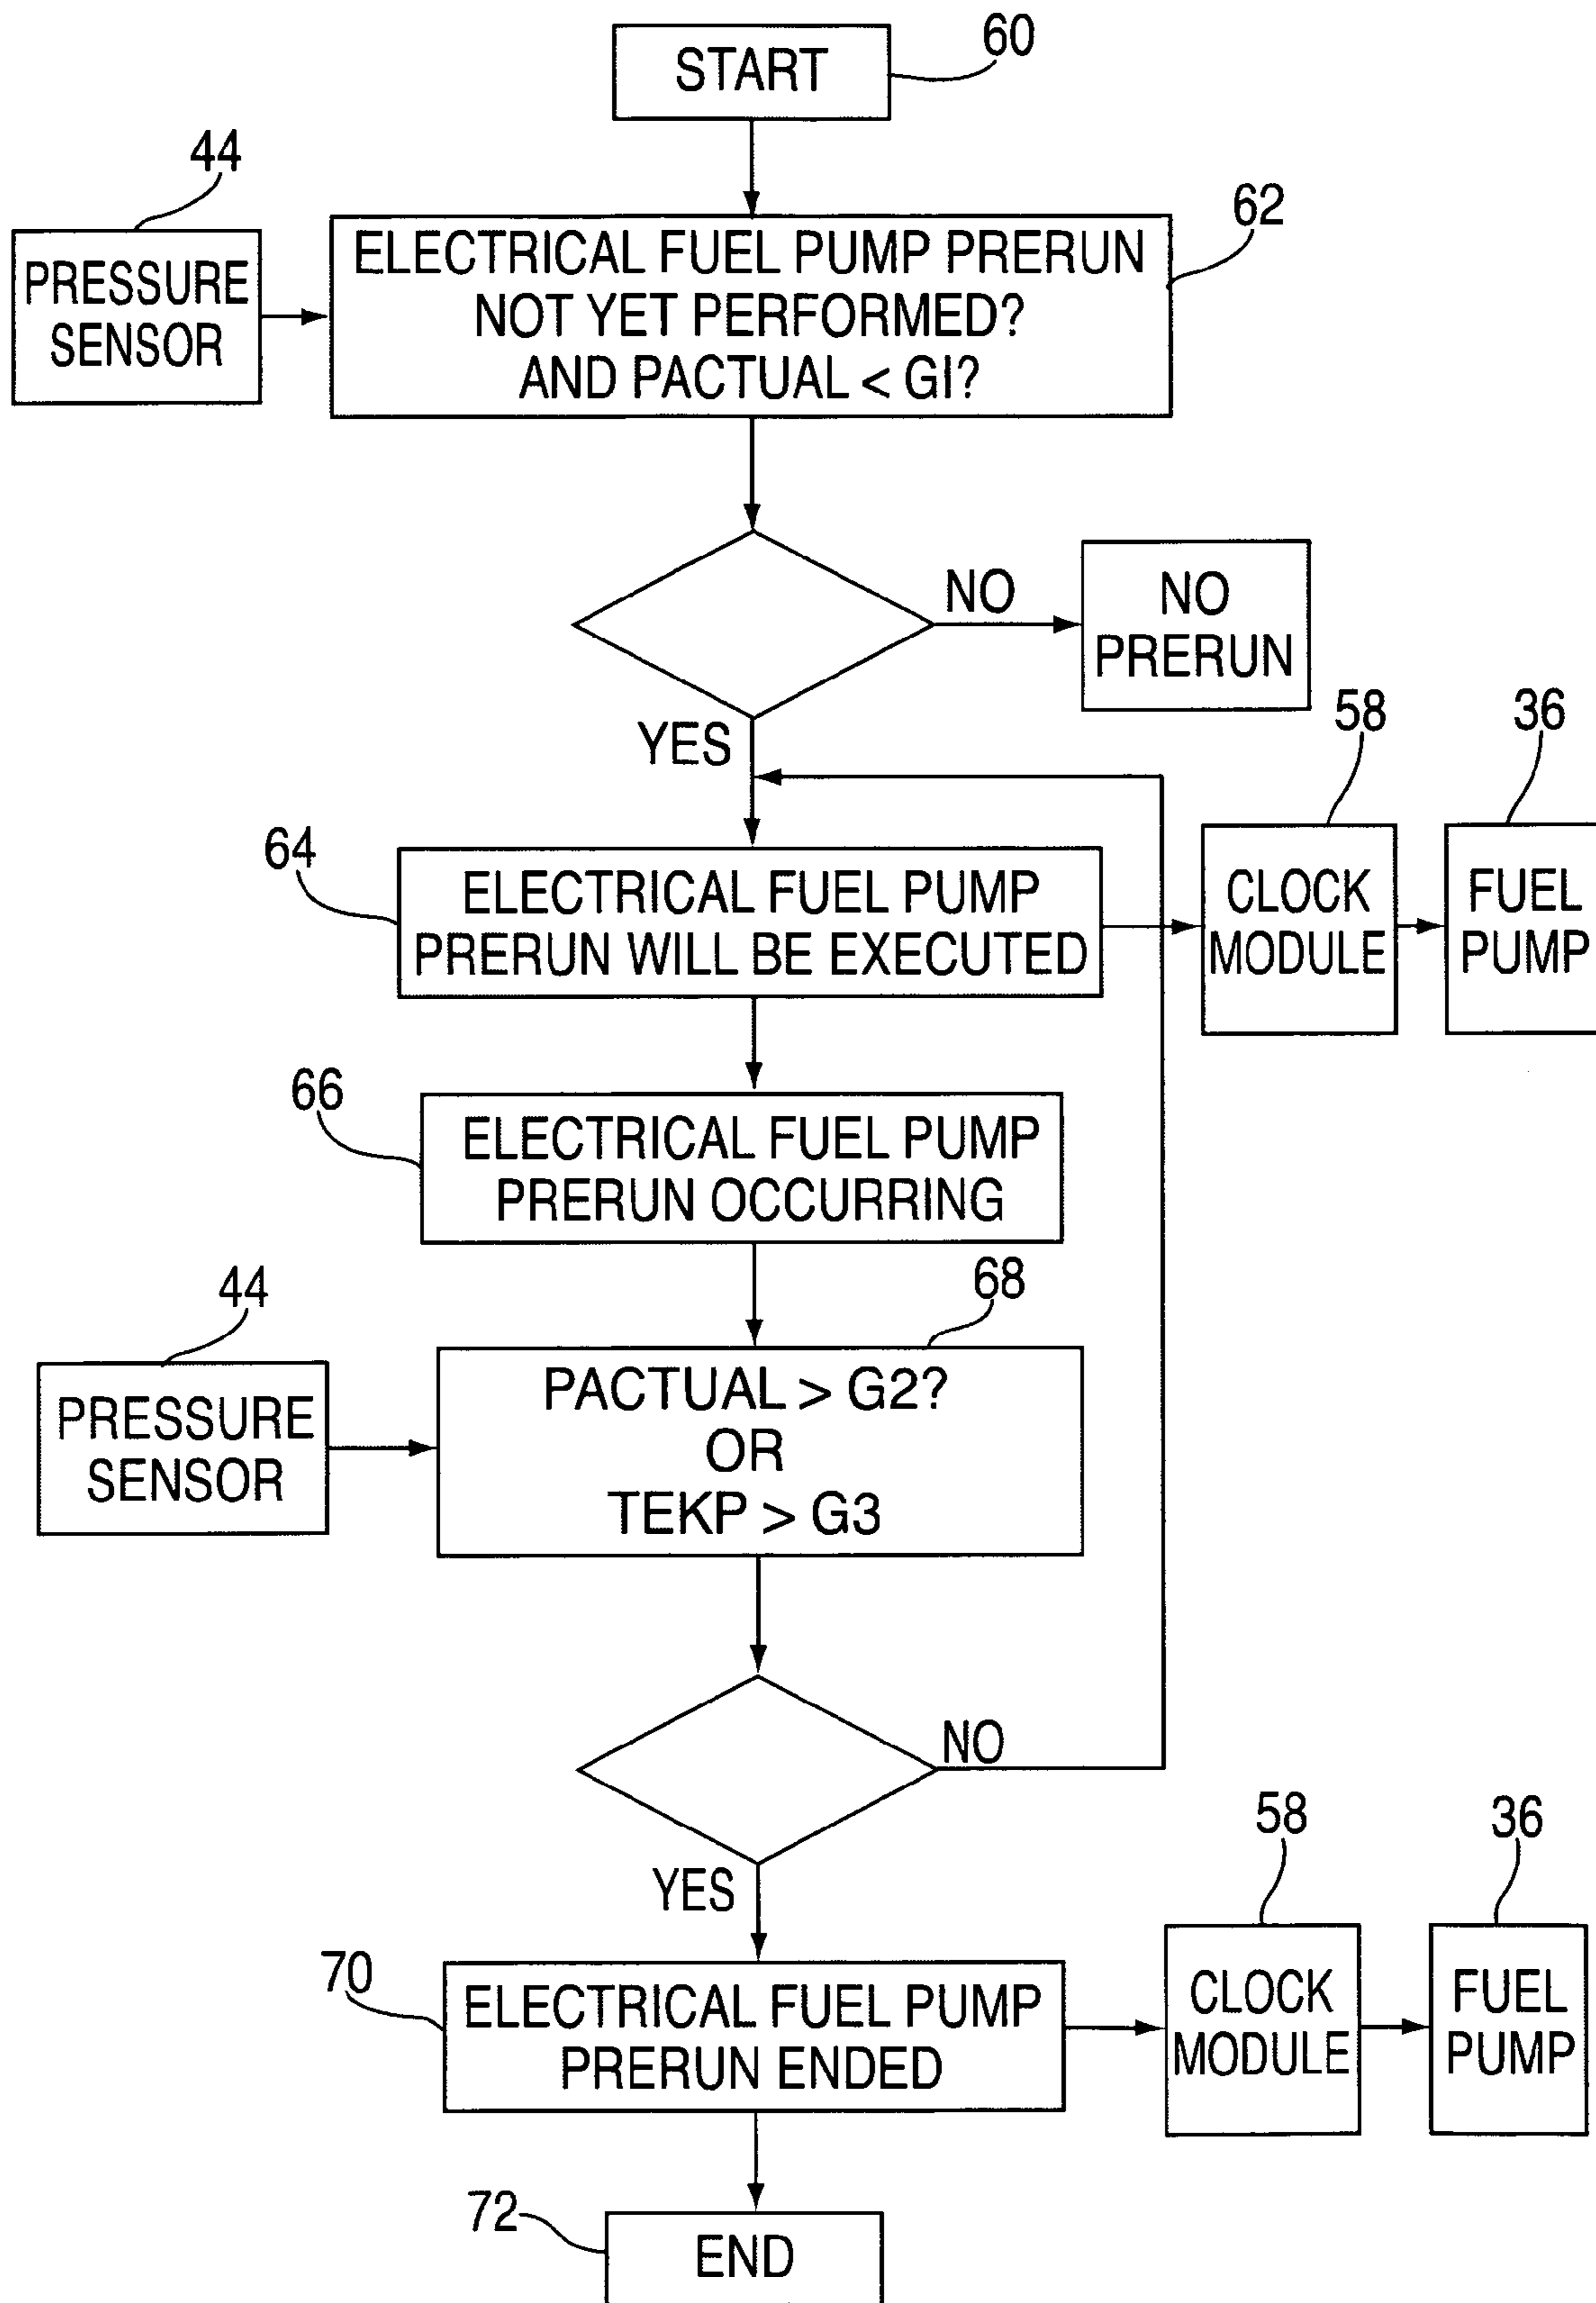 START
60
44
PRESSURE
SENSOR
ELECTRICAL FUEL PUMP PRERUN
NOT YET PERFORMED?
AND PACTUAL < GI?
62
NO
NO
PRERUN
YES
58
36
64
ELECTRICAL FUEL PUMP
PRERUN WILL BE EXECUTED
CLOCK
MODULE
FUEL
PUMP
66
ELECTRICAL FUEL PUMP
PRERUN OCCURRING
68
44
PRESSURE
SENSOR
PACTUAL > G2?
OR
TEKP > G3
NO
YES
58
36
70
ELECTRICAL FUEL PUMP
PRERUN ENDED
CLOCK
MODULE
FUEL
PUMP
72
END